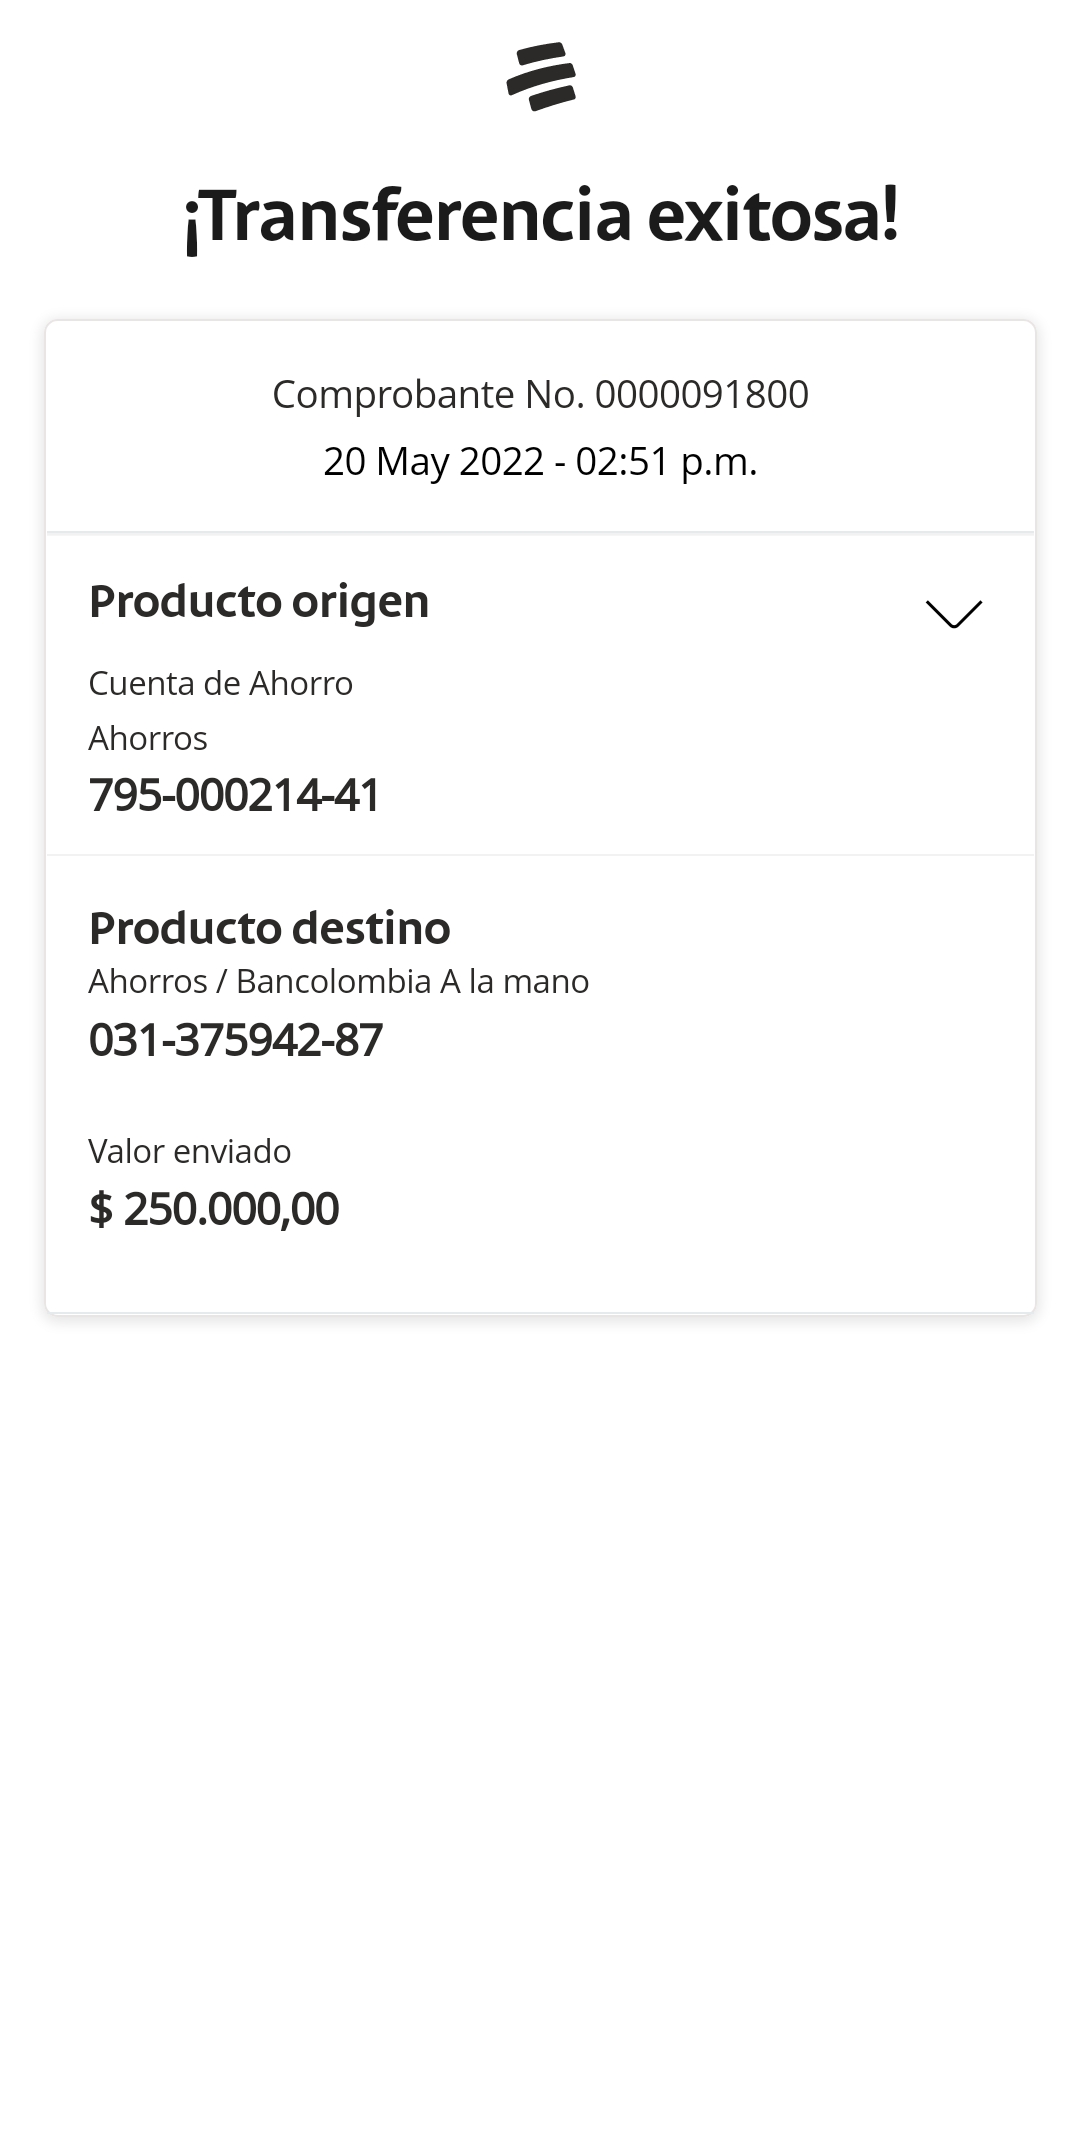 ¡Transferencia exitosa!
Comprobante No. 0000091800
20 May 2022 - 02:51 p.m.
Producto origen
Cuenta de Ahorro
Ahorros
795-000214-41
Producto destino
Ahorros / Bancolombia A la mano
031-375942-87
Valor enviado
$ 250.000,00